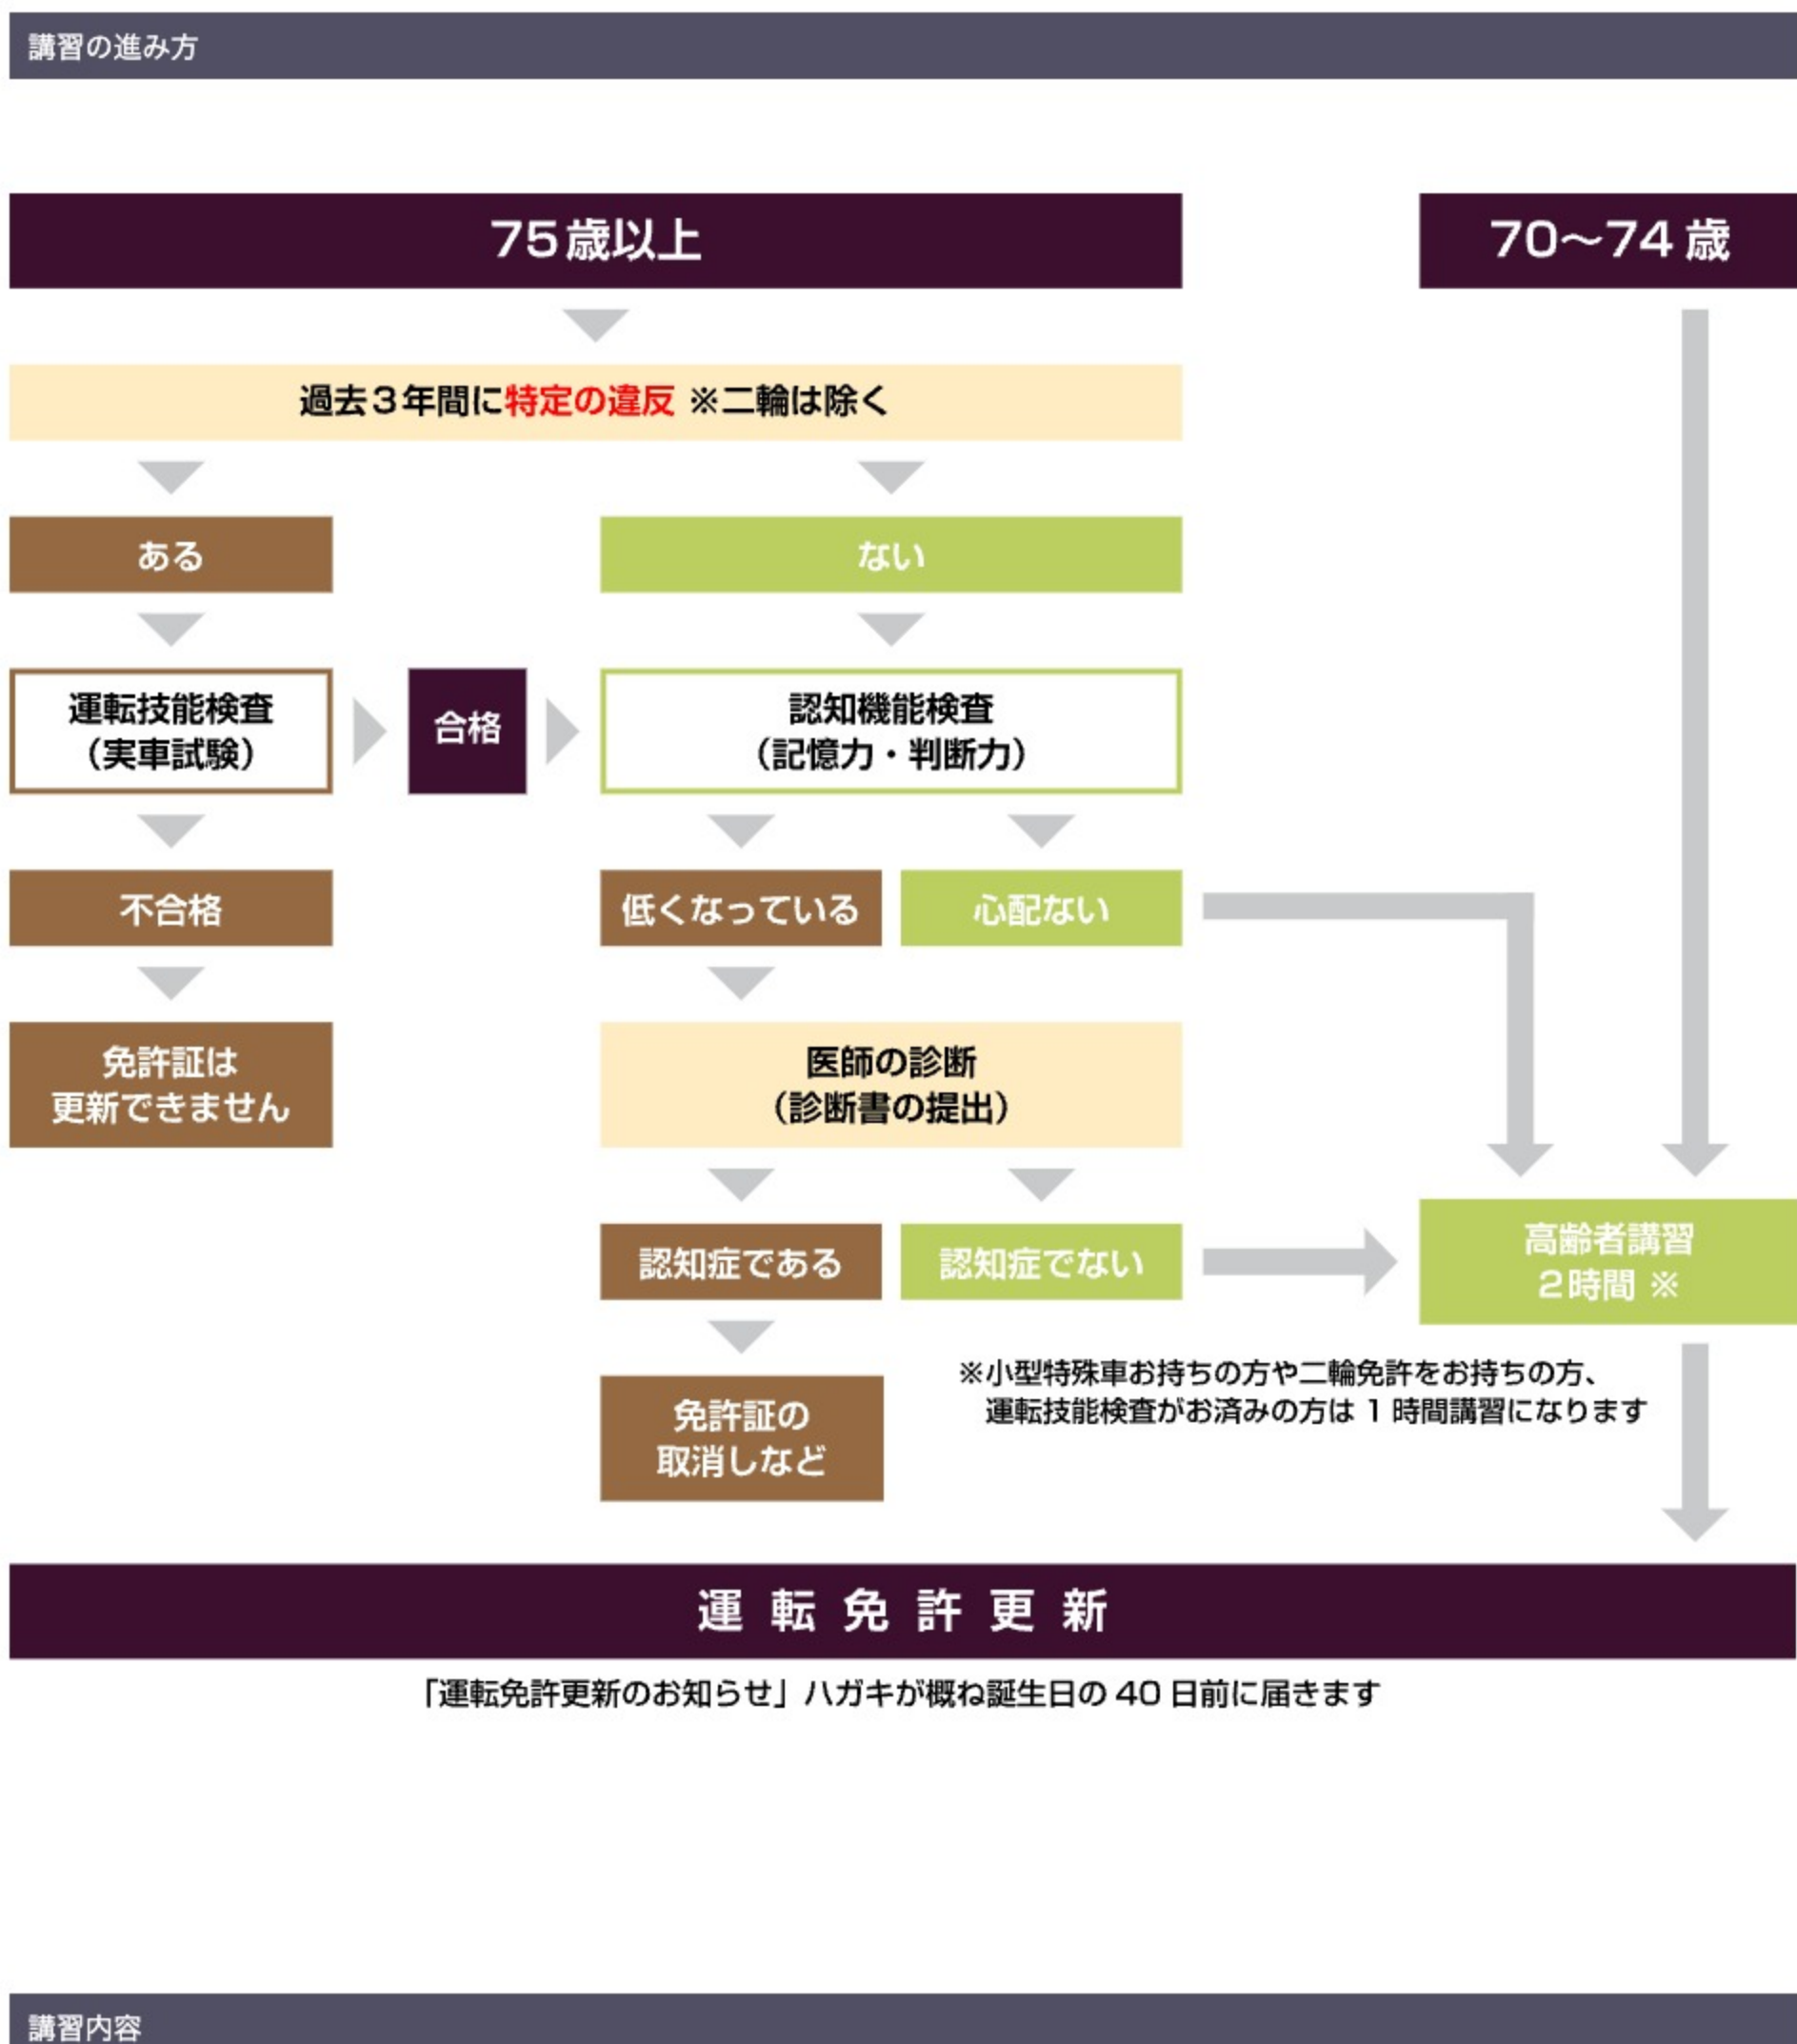 講習の進み方
75歳以上
70〜74歳
過去3年間に特定の違反 ※二輪は除く
ある
ない
運転技能検査
（実車試験）
合格
認知機能検査
（記憶力・判断力）
不合格
低くなっている
心配ない
免許証は
更新できません
医師の診断
（診断書の提出）
認知症である
認知症でない
高齢者講習
2時間 ※
※小型特殊車お持ちの方や二輪免許をお持ちの方、
運転技能検査がお済みの方は 1 時間講習になります
免許証の
取消しなど
運転免許更新
「運転免許更新のお知らせ」ハガキが概ね誕生日の 40 日前に届きます
講習内容